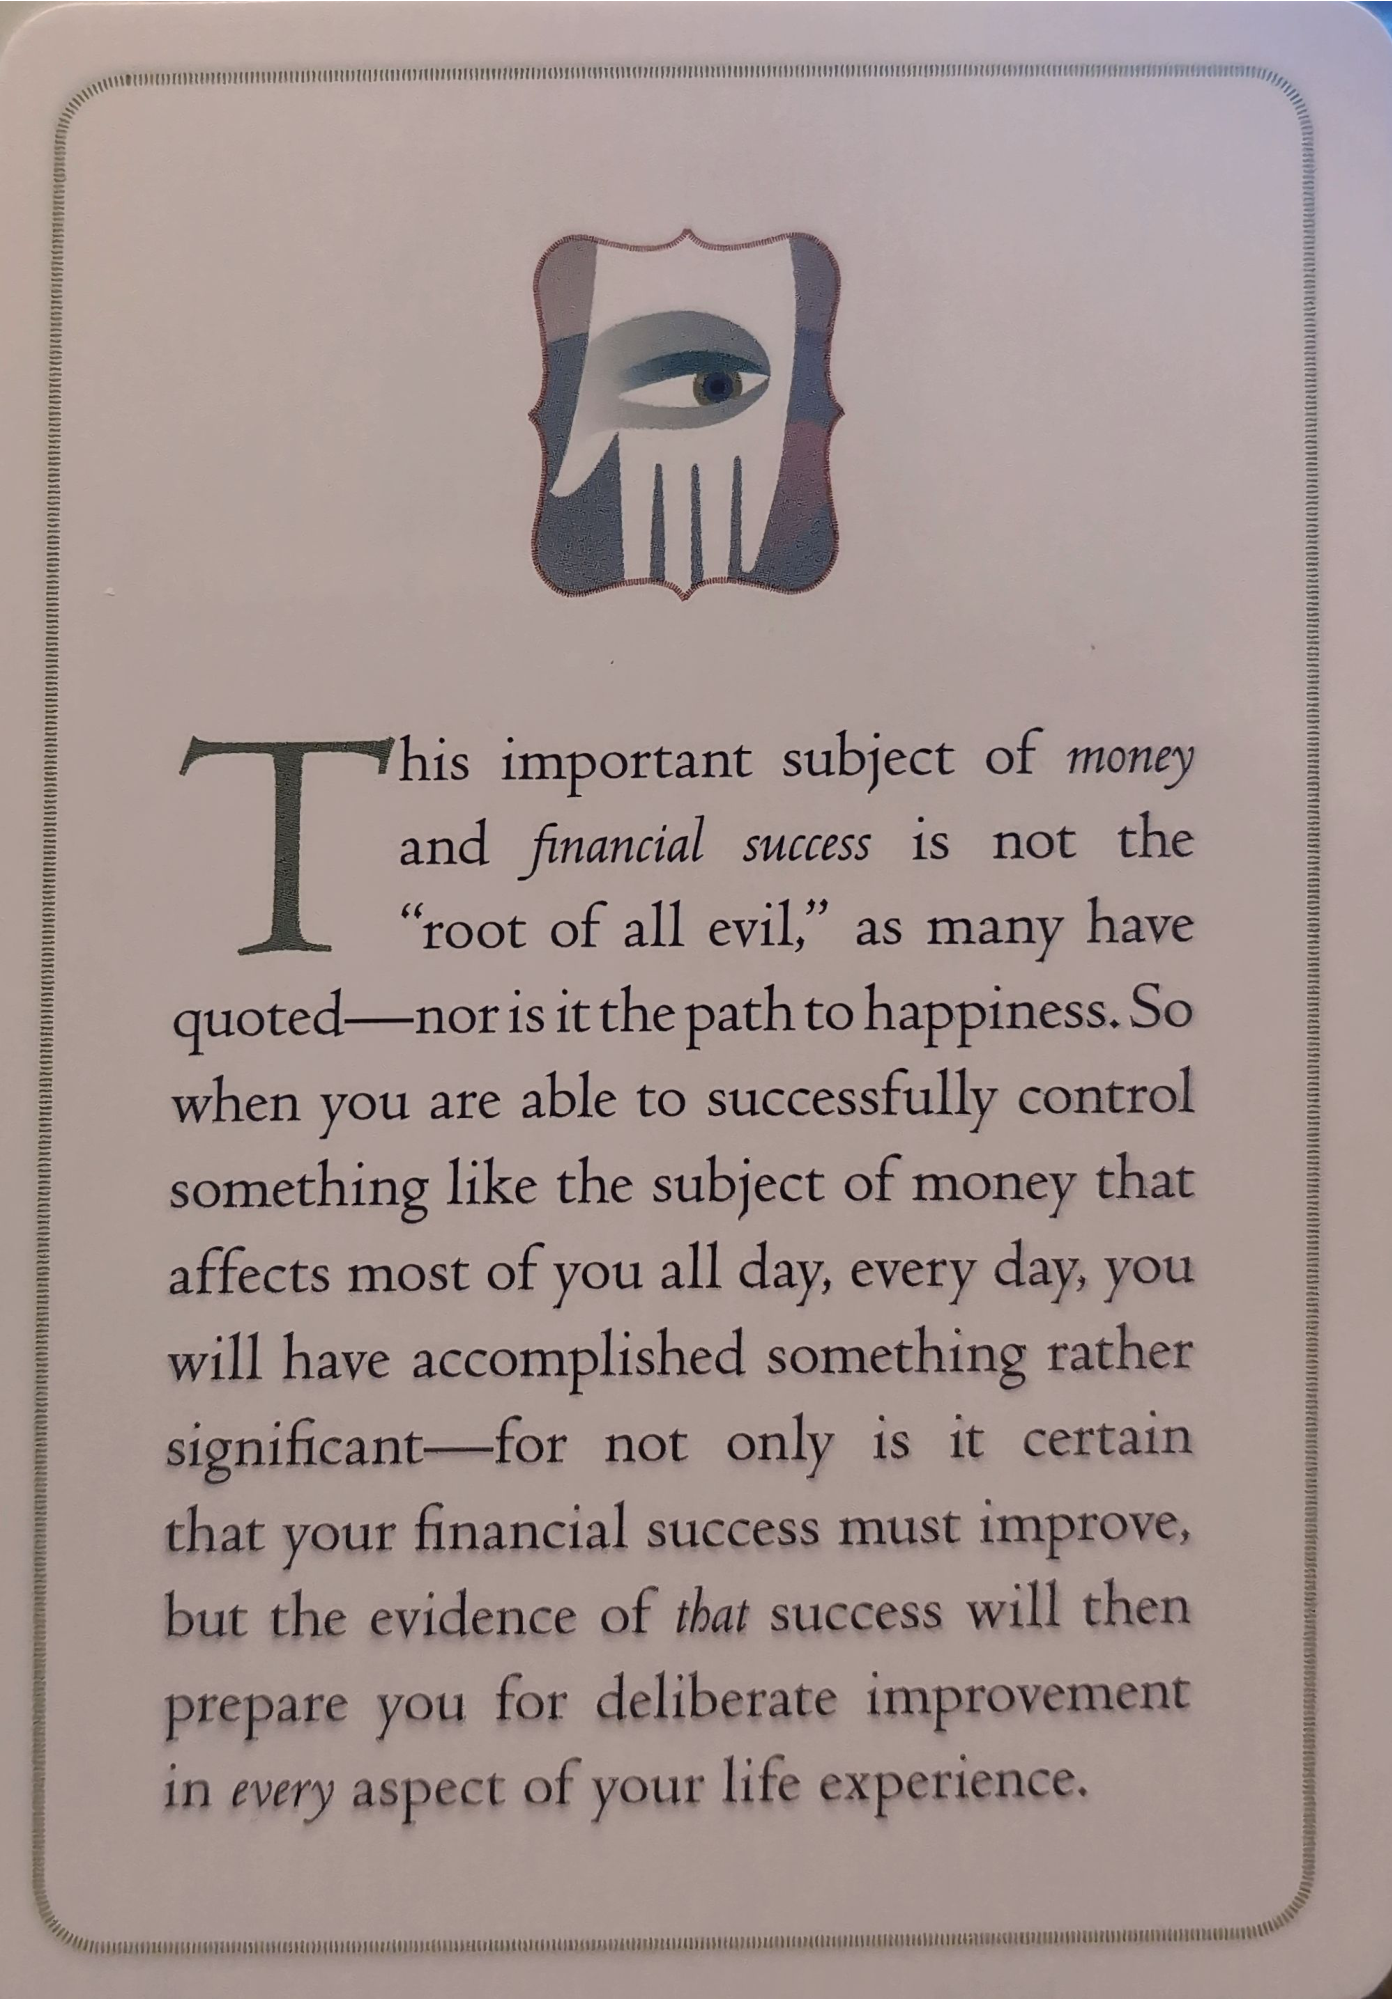 This important subject of money
and financial success is not the
“root of all evil,” as many have
quoted—nor is it the path to happiness. So
when you are able to successfully control
something like the subject of money that
affects most of you all day, every day, you
will have accomplished something rather
significant—for not only is it certain
that your financial success must improve,
but the evidence of that success will then
prepare you for deliberate improvement
in every aspect of your life experience.